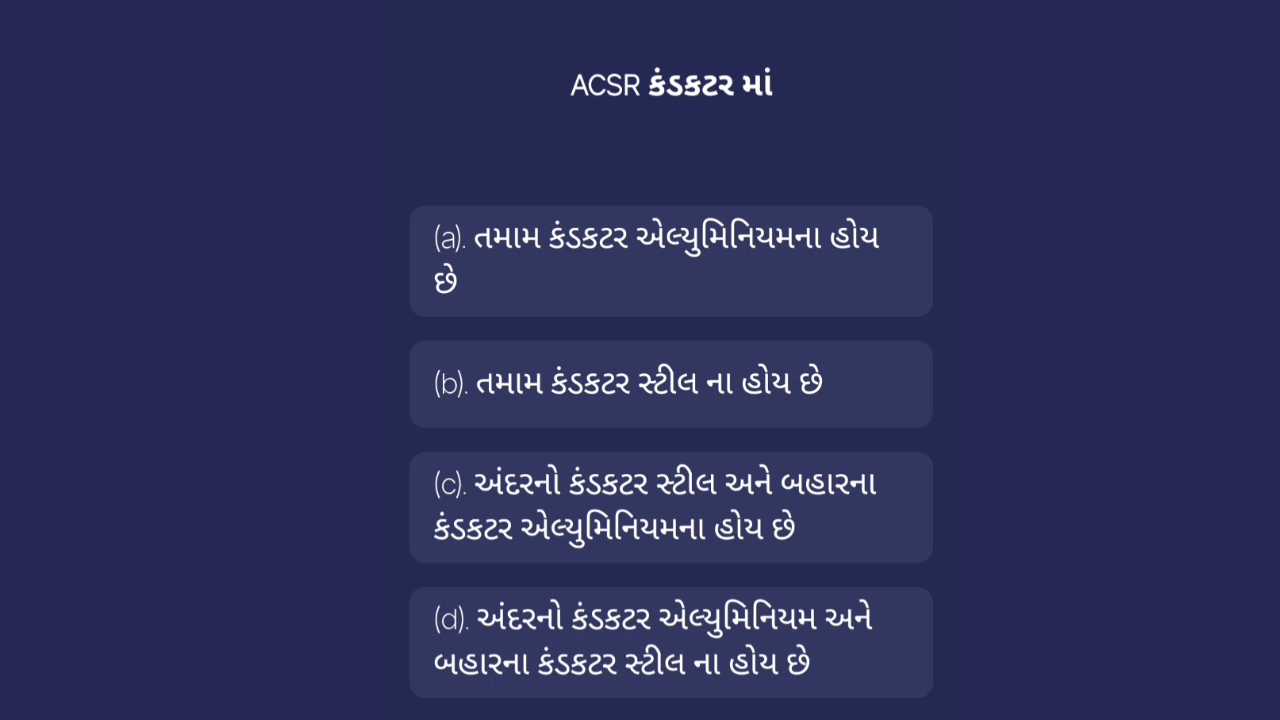 ACSR કંડકટર માં
(a). તમામ કંડકટર એલ્યુમિનિયમના હોય
છે
(b). તમામ કંડકટર સ્ટીલ ના હોય છે
(c). અંદરનો કંડકટર સ્ટીલ અને બહારના
કંડકટર એલ્યુમિનિયમના હોય છે
(d). અંદરનો કંડકટર એલ્યુમિનિયમ અને
બહારના કંડકટર સ્ટીલ ના હોય છે